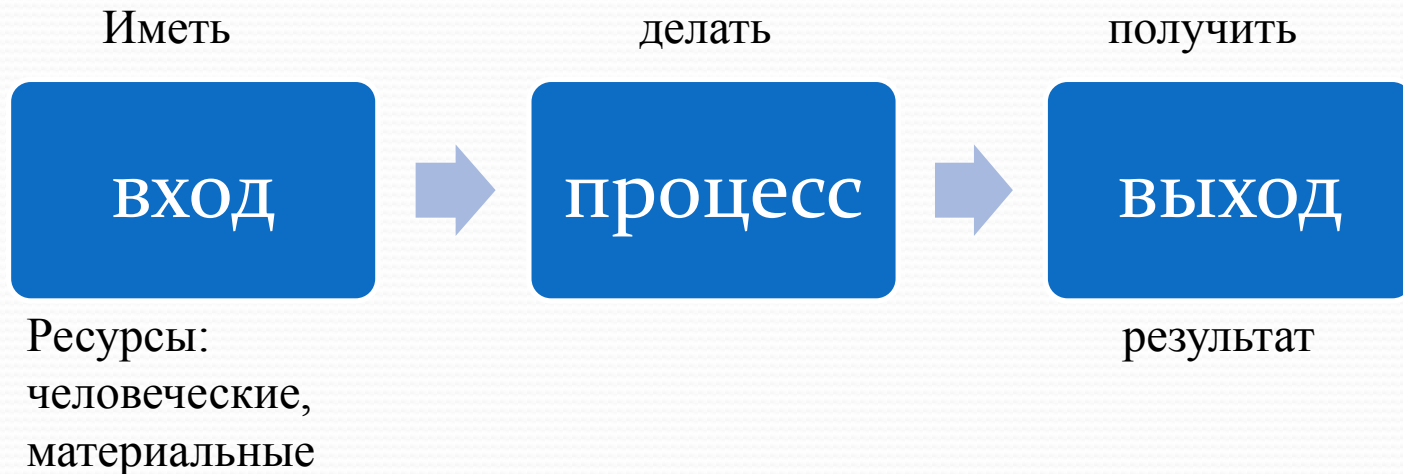 Иметь
делать
получить
вход
процесс
выход
Ресурсы:
человеческие,
материальные
результат